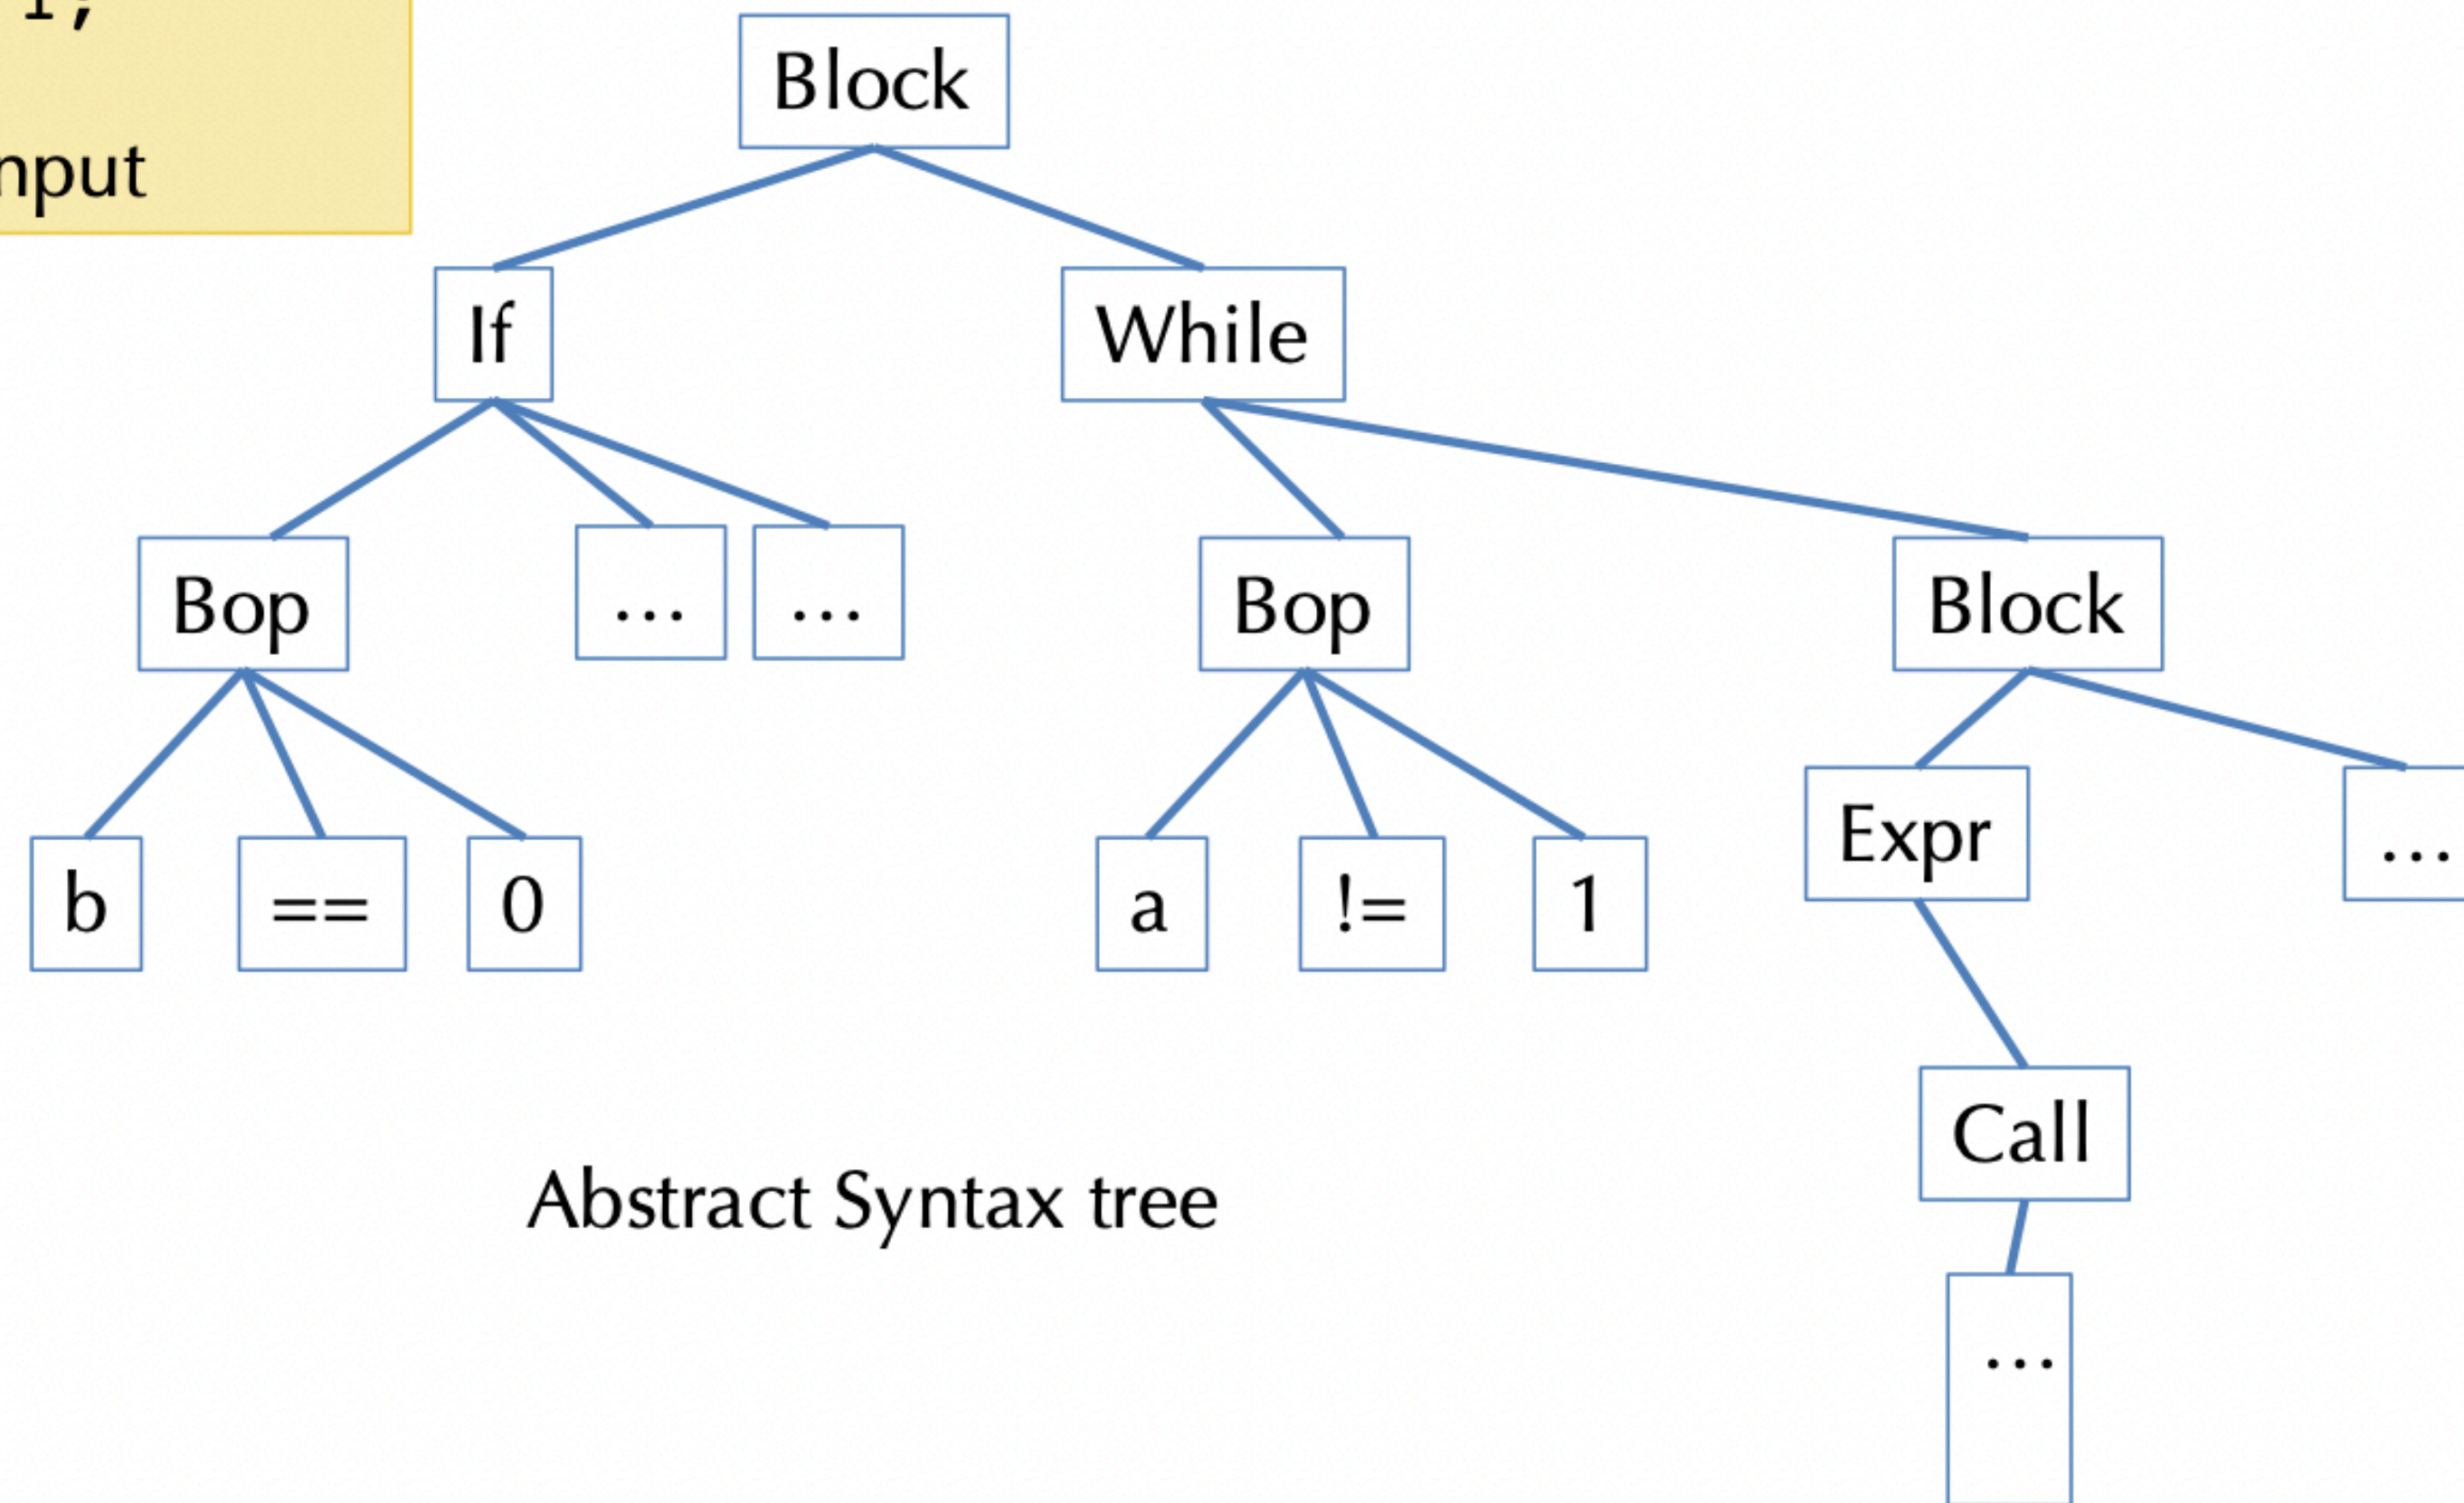 1;
nput
Block
If
While
Bop
...
...
Bop
Block
b
==
0
a
!=
1
Expr
...
Call
...
Abstract Syntax tree